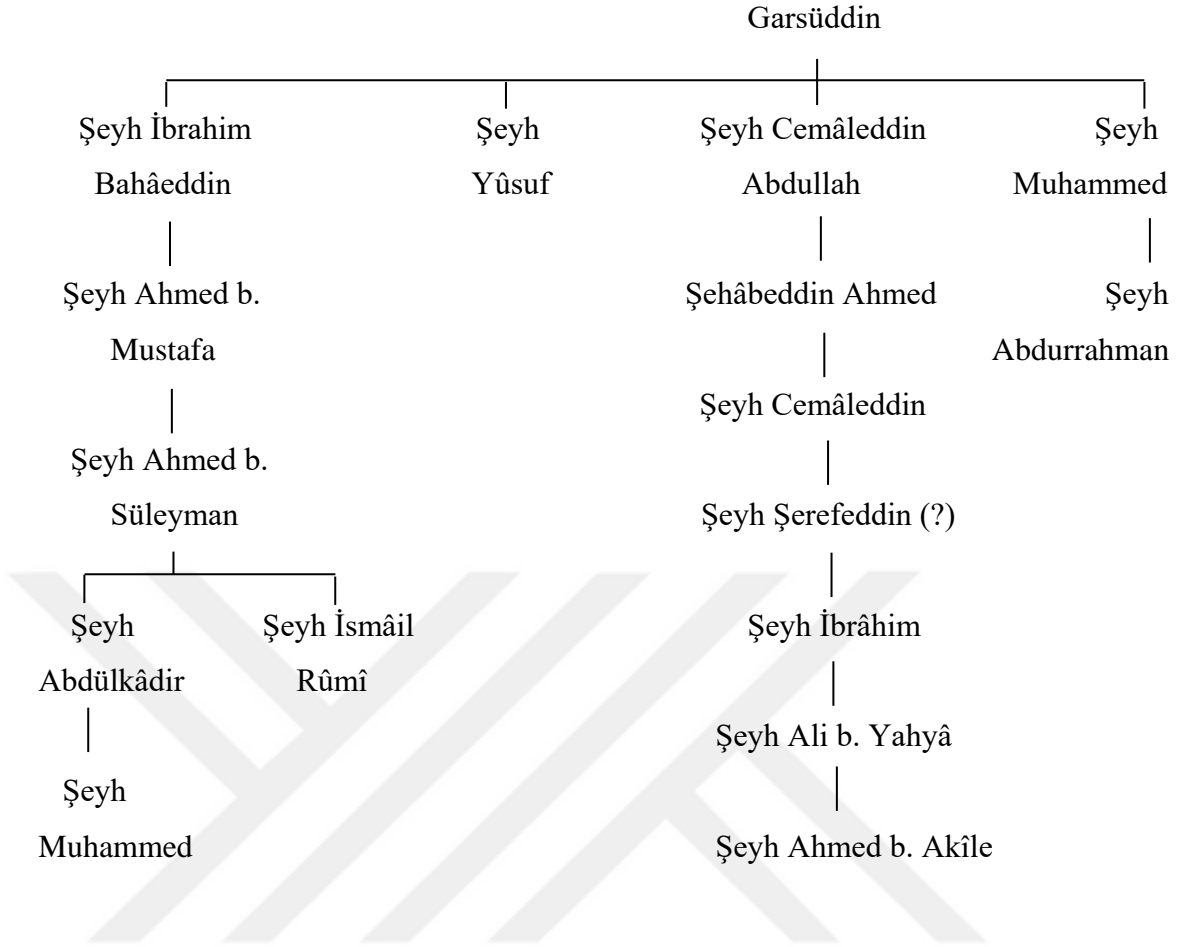 Garsüddin
Şeyh İbrahim
Bahâeddin
Şeyh
Yûsuf
Şeyh Cemâleddin
Abdullah
Şeyh
Muhammed
Şeyh Ahmed b.
Mustafa
Şehâbeddin Ahmed
Şeyh
Abdurrahman
Şeyh Cemâleddin
Şeyh Ahmed b.
Süleyman
Şeyh Şerefeddin (?)
Şeyh
Abdülkâdir
Şeyh İsmâil
Rûmî
Şeyh İbrâhim
Şeyh Ali b. Yahyâ
Şeyh
Muhammed
Şeyh Ahmed b. Akîle